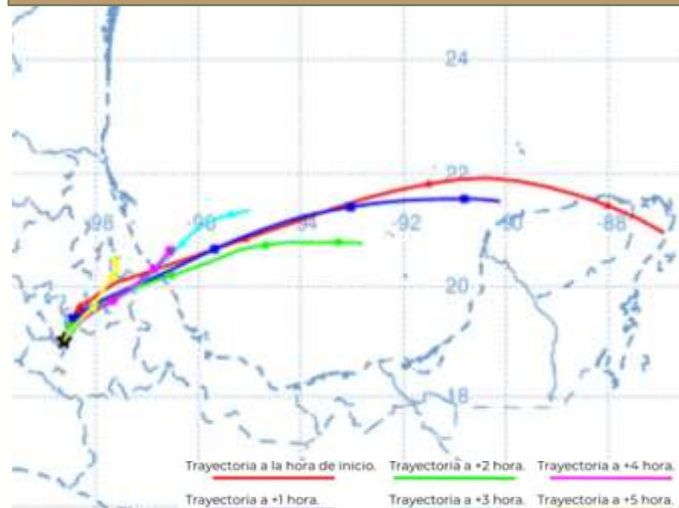 24
22
-98 -96 -94 -92 -90 -88
20
18
Trayectoria a la hora de inicio. Trayectoria a +2 hora. Trayectoria a +4 hora.
Trayectoria a +1 hora. Trayectoria a +3 hora. Trayectoria a +5 hora.